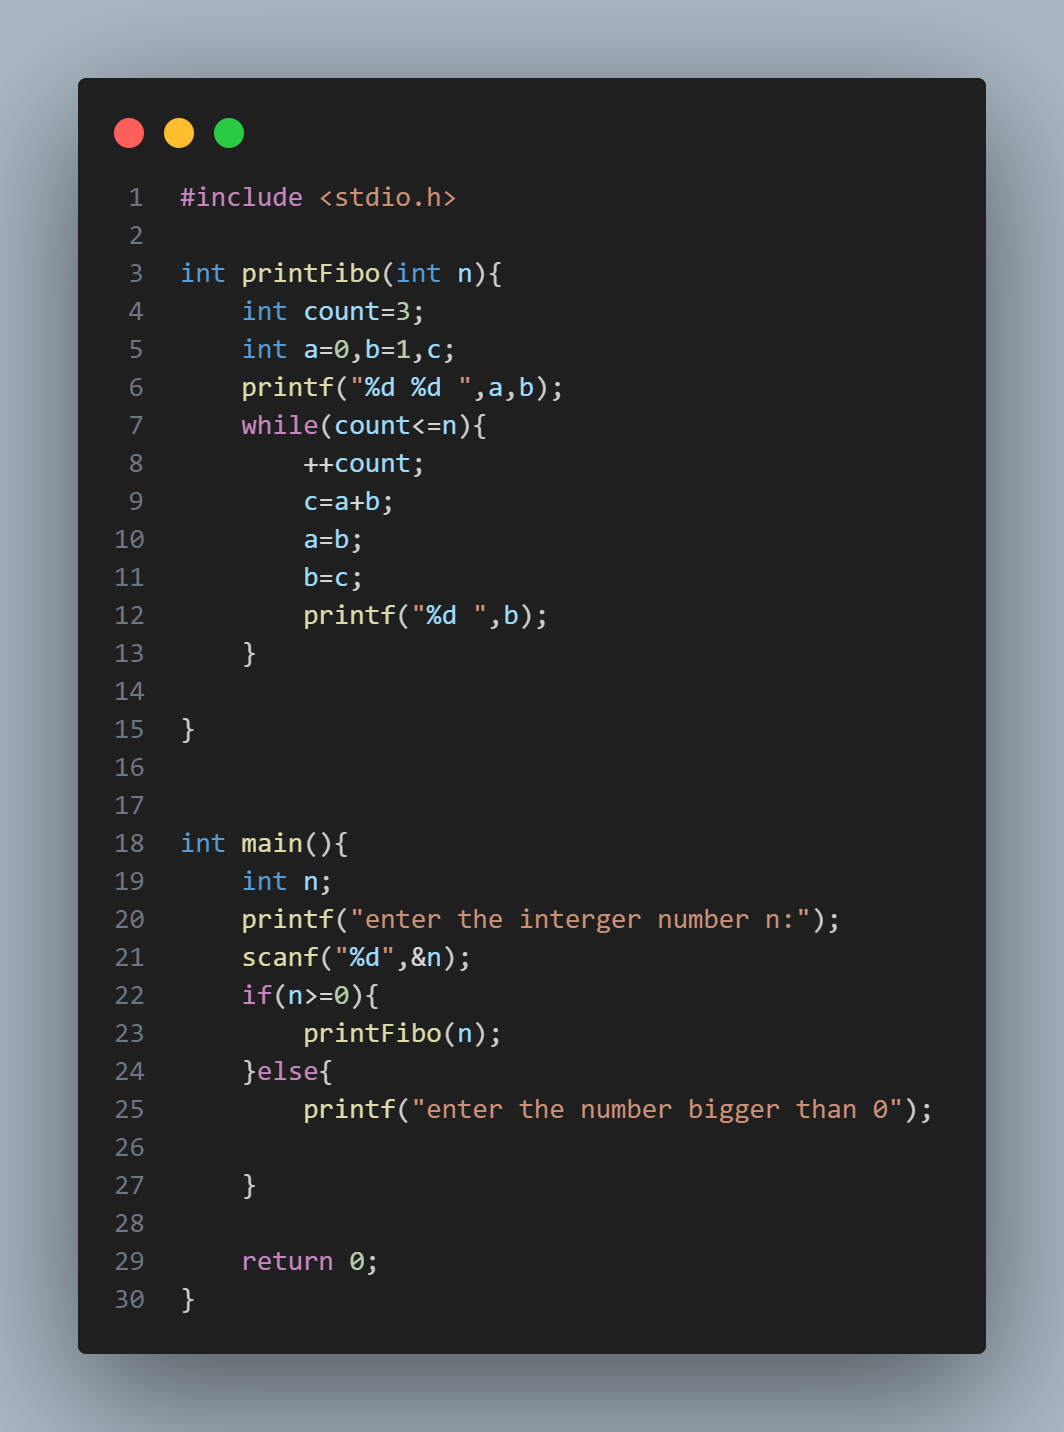 1 #include <stdio.h>
2
3 int printFibo(int n){
4     int count=3;
5     int a=0,b=1,c;
6     printf("%d %d ",a,b);
7     while(count<=n){
8         ++count;
9         c=a+b;
10         a=b;
11         b=c;
12         printf("%d ",b);
13     }
14
15 }
16
17
18 int main(){
19     int n;
20     printf("enter the interger number n:");
21     scanf("%d",&n);
22     if(n>=0){
23         printFibo(n);
24     }else{
25         printf("enter the number bigger than 0");
26
27     }
28
29     return 0;
30 }